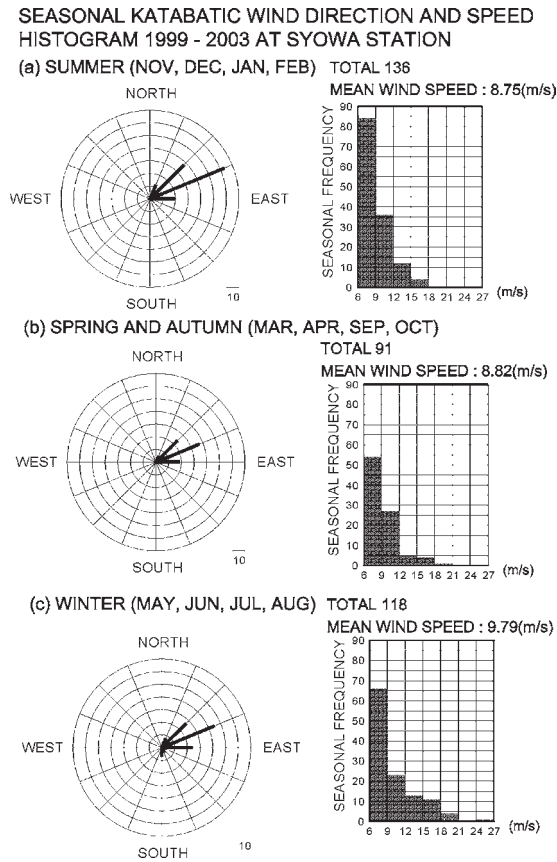 SEASONAL KATABATIC WIND DIRECTION AND SPEED
HISTOGRAM 1999 - 2003 AT SYOWA STATION
(a) SUMMER (NOV, DEC, JAN, FEB) TOTAL 136
MEAN WIND SPEED : 8.75(m/s)
NORTH
WEST
EAST
SOUTH
10
SEASONAL FREQUENCY
90
80
70
60
50
40
30
20
10
0
6 9 12 15 18 21 24 27
(m/s)
(b) SPRING AND AUTUMN (MAR, APR, SEP, OCT)
TOTAL 91
MEAN WIND SPEED : 8.82(m/s)
NORTH
WEST
EAST
SOUTH
10
SEASONAL FREQUENCY
90
80
70
60
50
40
30
20
10
0
6 9 12 15 18 21 24 27
(m/s)
(c) WINTER (MAY, JUN, JUL, AUG) TOTAL 118
MEAN WIND SPEED : 9.79(m/s)
NORTH
WEST
EAST
SOUTH
10
SEASONAL FREQUENCY
90
80
70
60
50
40
30
20
10
0
6 9 12 15 18 21 24 27
(m/s)